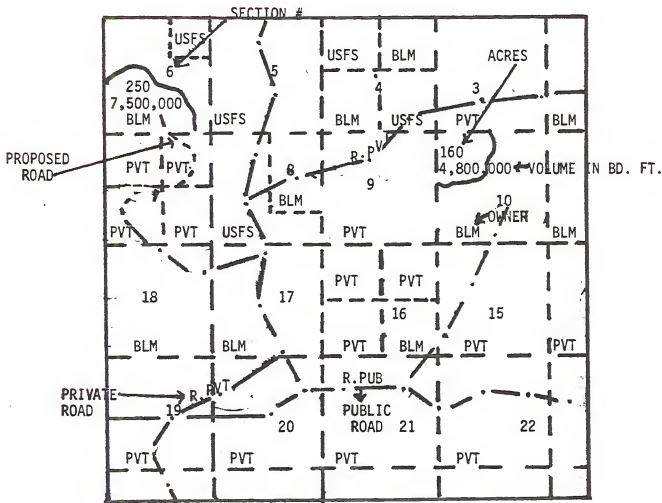 SECTION #
USFS
6
5
USFS
BLM
ACRES
4
3
250
7,500,000
BLM
USFS
BLM
USFS
PVT
BLM
R.PVT
160
4,800,000
VOLUME IN BD. FT.
PROPOSED
ROAD
PVT
PVT
8
9
BLM
10
OWNER
PVT
PVT
USFS
PVT
BLM
BLM
18
17
PVT
PVT
16
15
BLM
BLM
PVT
BLM
PVT
PVT
PRIVATE
ROAD
R.PVT
R.PUB
PUBLIC
ROAD
19
20
21
22
PVT
PVT
PVT
PVT